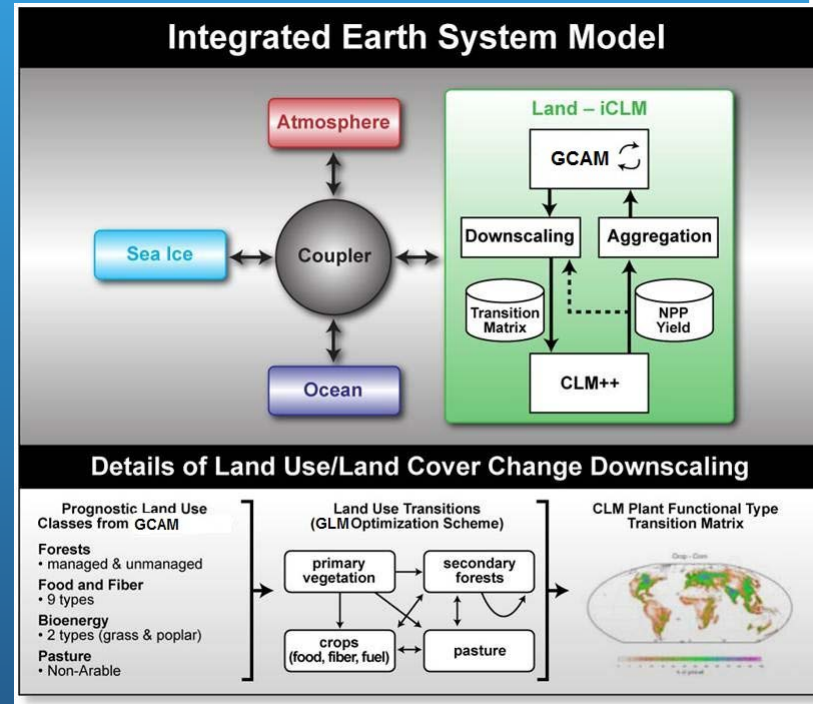 Integrated Earth System Model
Land – iCLM
Atmosphere
GCAM
Sea Ice
Coupler
Downscaling
Aggregation
Transition
Matrix
NPP
Yield
Ocean
CLM++
Details of Land Use/Land Cover Change Downscaling
Prognostic Land Use
Classes from GCAM
Forests
• managed & unmanaged
Food and Fiber
• 9 types
Bioenergy
• 2 types (grass & poplar)
Pasture
• Non-Arable
Land Use Transitions
(GLM Optimization Scheme)
primary
vegetation
secondary
forests
crops
(food, fiber, fuel)
pasture
CLM Plant Functional Type
Transition Matrix
Crop - Corn